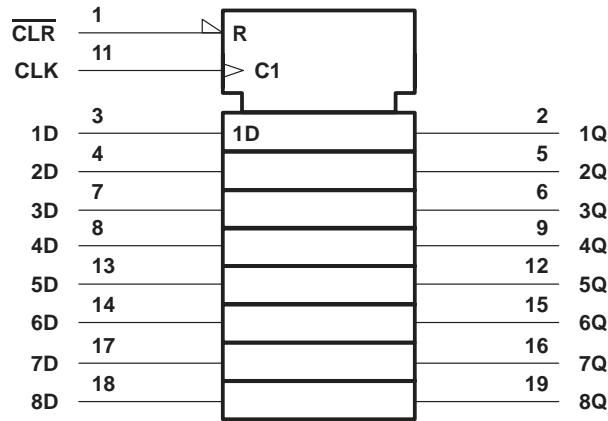 1
CLR R
11
CLK C1
3 2
1D 1D 1Q
4 5
2D 2Q
7 6
3D 3Q
8 9
4D 4Q
13 12
5D 5Q
14 15
6D 6Q
17 16
7D 7Q
18 19
8D 8Q